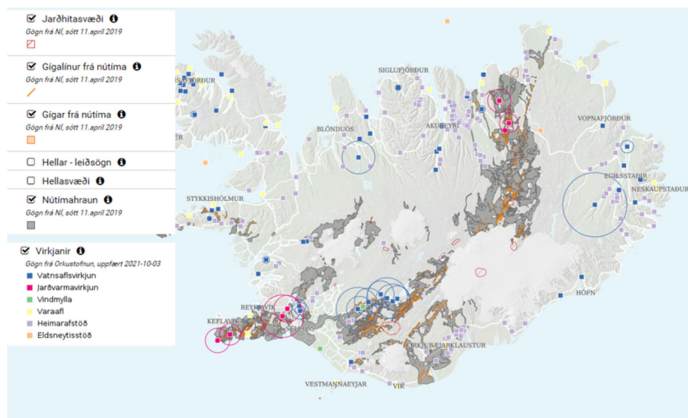 Jarðhitasvæði
Gögn frá NÍ, sótt 11.apríl 2019
Gígalínur frá nútíma
Gögn frá NÍ, sótt 11.apríl 2019
Gígar frá nútíma
Gögn frá NÍ, sótt 11.apríl 2019
Hellar - leiðsögn
Hellasvæði
Nútímahraun
Gögn frá NÍ, sótt 11.apríl 2019
Virkjanir
Gögn frá Orkustofnun, uppfært 2021-10-03
Vatnsaflsvirkjun
Jarðvarmavirkjun
Vindmylla
Varaafl
Heimarafstöð
Eldsneytisstöð
SIGLUFJÖRÐUR
BLÖNDUÓS
VOPNAFJÖRÐUR
EGILSSTAÐIR
NESKAUPSTAÐUR
STYKKISHÓLMUR
HÖFN
VESTMANNAEYJAR
VÍK